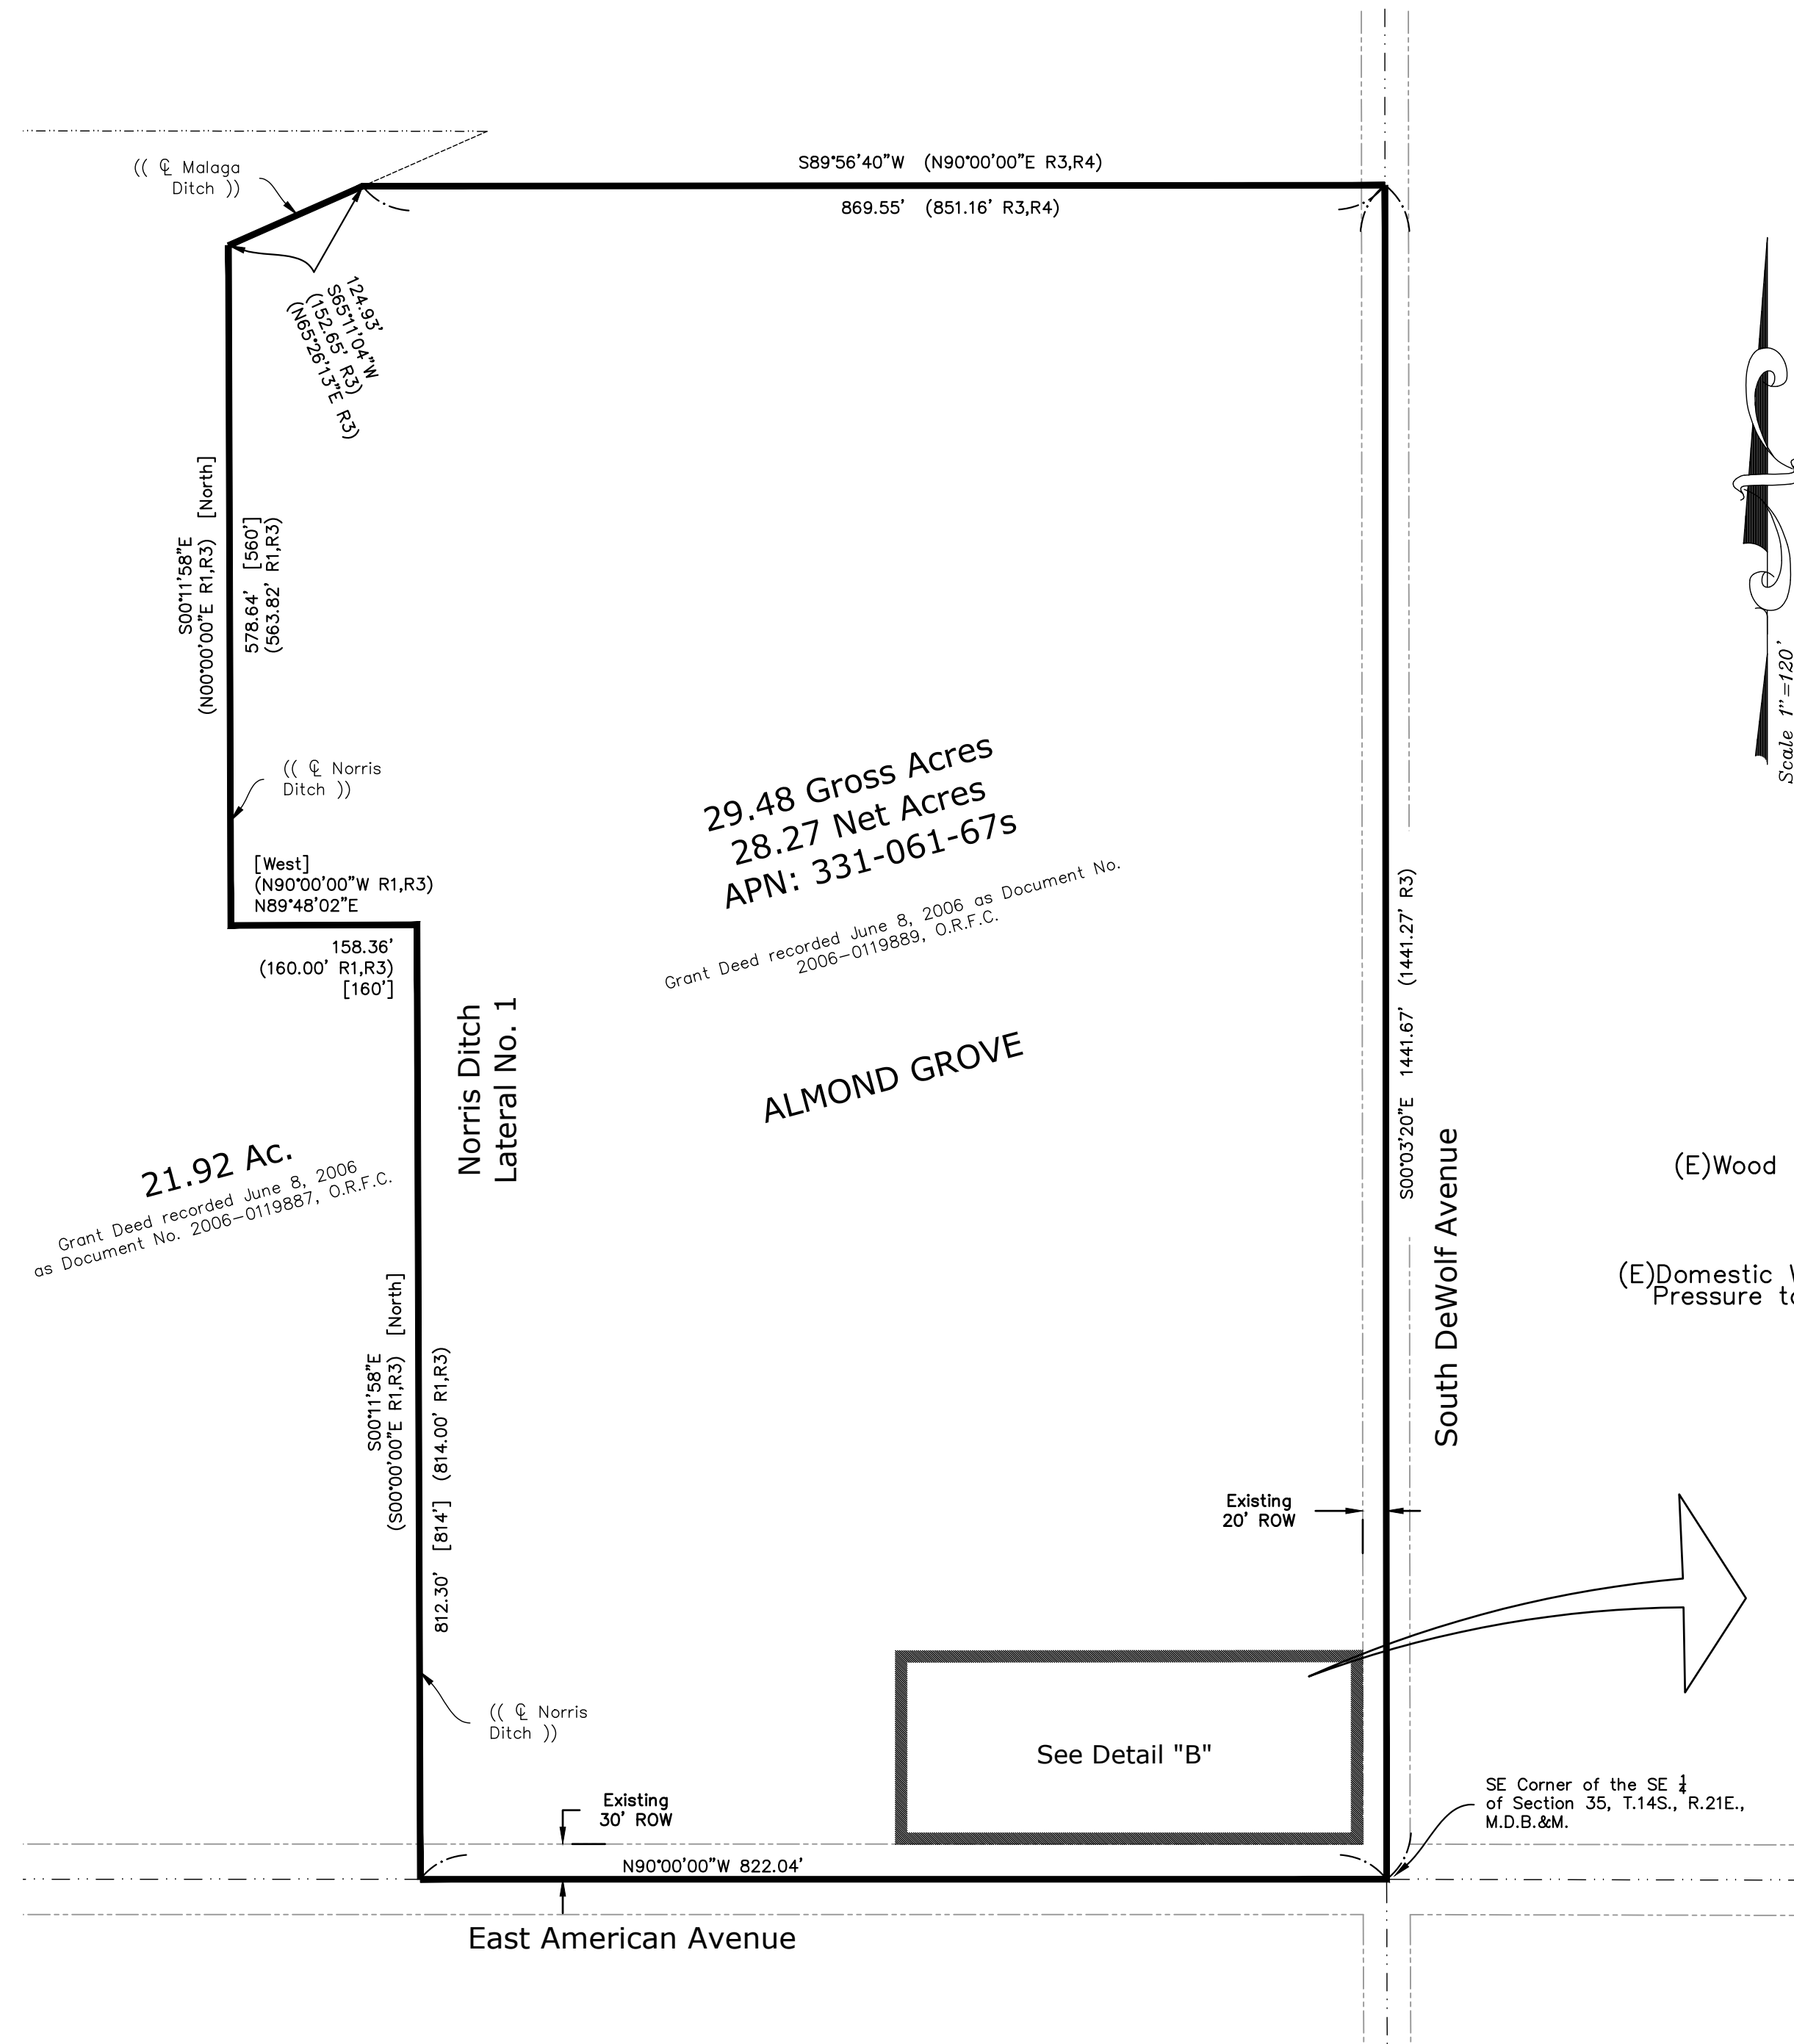 (( ℄ Malaga
Ditch ))
S89°56'40"W (N90°00'00"E R3,R4)
869.55' (851.16' R3,R4)
124.93'
S65°11'04"W
(152.65' R3)
(N65°26'13"E R3)
S00°11'58"E
(N00°00'00"E R1,R3) [North]
578.64' [560']
(563.82' R1,R3)
Scale 1"=120'
(( ℄ Norris
Ditch ))
[West]
(N90°00'00"W R1,R3)
N89°48'02"E
158.36'
(160.00' R1,R3)
[160']
29.48 Gross Acres
28.27 Net Acres
APN: 331-061-67s
Grant Deed recorded June 8, 2006 as Document No.
2006-0119889, O.R.F.C.
ALMOND GROVE
Norris Ditch
Lateral No. 1
S0°03'20"E 1441.67' (1441.27' R3)
South DeWolf Avenue
21.92 Ac.
Grant Deed recorded June 8, 2006
as Document No. 2006-0119887, O.R.F.C.
(E)Wood
(E)Domestic
Pressure
S00°11'58"E
(S00°00'00"E R1,R3) [North]
812.30' [814'] (814.00' R1,R3)
Existing
20' ROW
(( ℄ Norris
Ditch ))
See Detail "B"
Existing
30' ROW
SE Corner of the SE ¼
of Section 35, T.14S., R.21E.,
M.D.B.&M.
N90°00'00"W 822.04'
East American Avenue